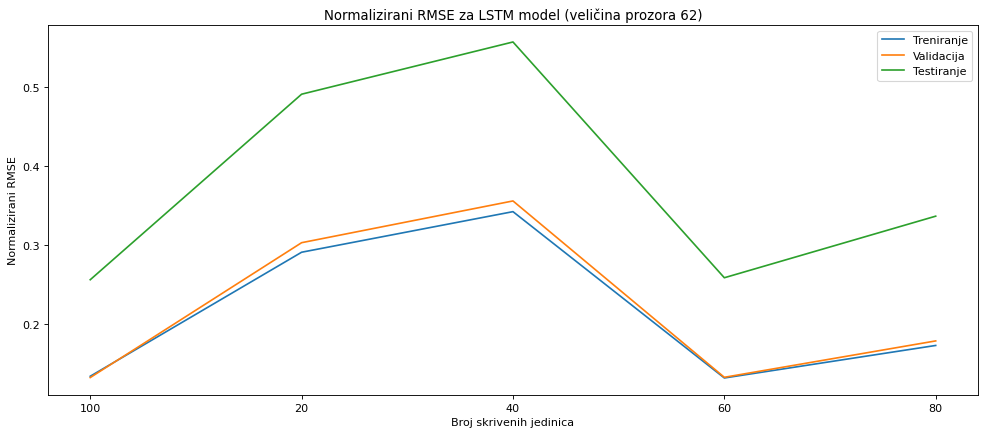 Normalizirani RMSE za LSTM model (veličina prozora 62)
Treniranje
Validacija
Testiranje
Normalizirani RMSE
0.5
0.4
0.3
0.2
100 20 40 60 80
Broj skrivenih jedinica